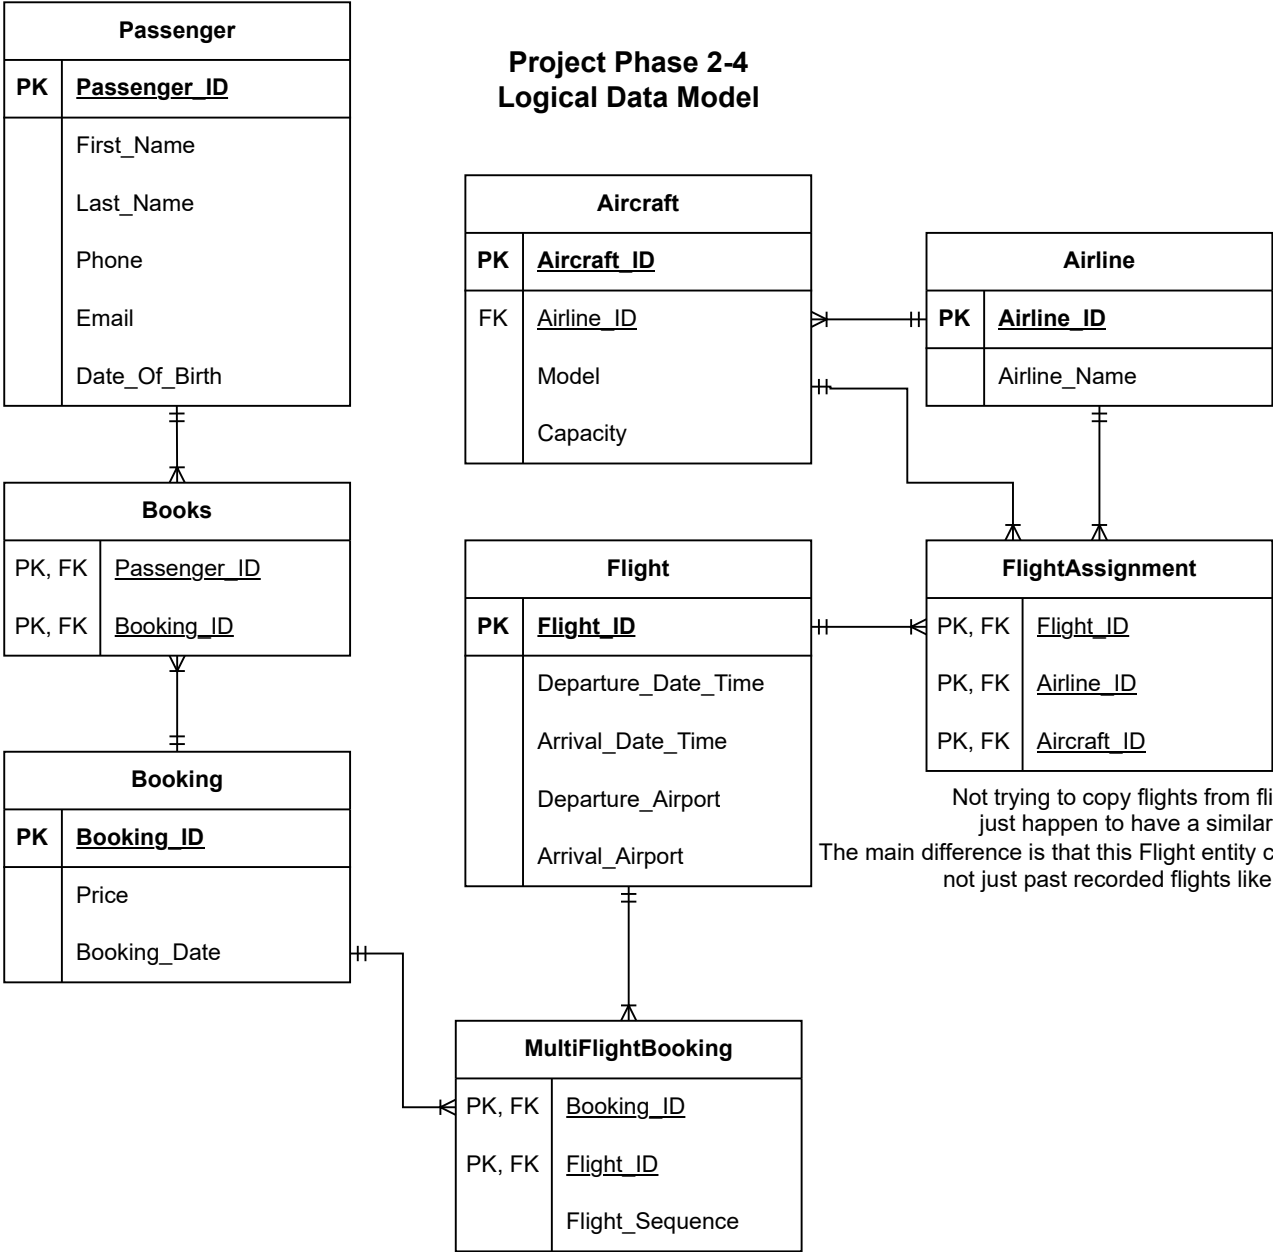 Project Phase 2-4
Logical Data Model
Passenger
PK Passenger_ID
First_Name
Last_Name
Phone
Email
Date_Of_Birth
Books
PK, FK Passenger_ID
PK, FK Booking_ID
Booking
PK Booking_ID
Price
Booking_Date
Aircraft
PK Aircraft_ID
FK Airline_ID
Model
Capacity
Airline
PK Airline_ID
Airline_Name
Flight
PK Flight_ID
Departure_Date_Time
Arrival_Date_Time
Departure_Airport
Arrival_Airport
FlightAssignment
PK, FK Flight_ID
PK, FK Airline_ID
PK, FK Aircraft_ID
Not trying to copy flights from
just happen to have a similar
The main difference is that this Flight entity
not just past recorded flights like
MultiFlightBooking
PK, FK Booking_ID
PK, FK Flight_ID
Flight_Sequence